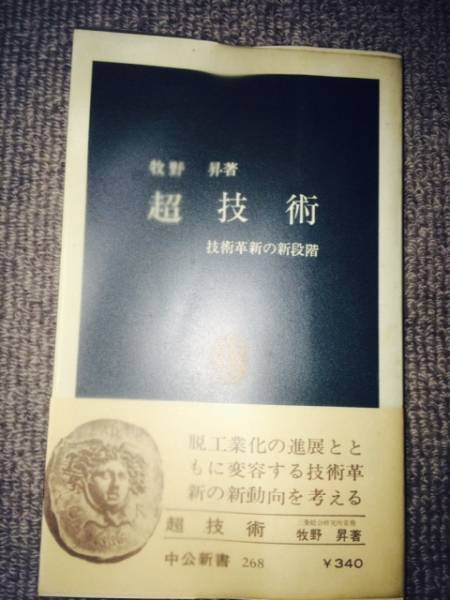 牧野 昇著
超技術
技術革新の新段階
脱工業化の進展とと
もに変容する技術革
新の新動向を考える
超技術
牧野 昇著
中公新書 268
¥340